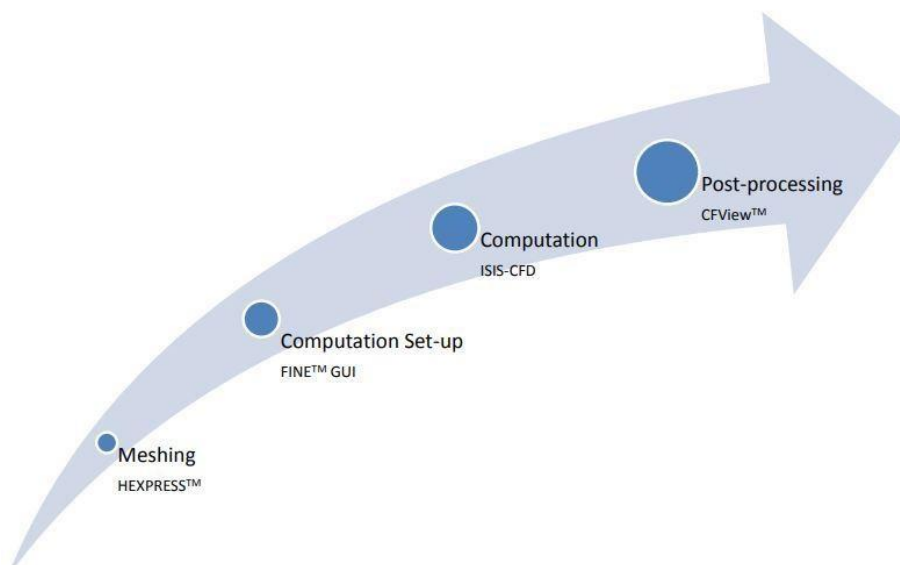 Post-processing
CFView™
Computation
ISIS-CFD
Computation Set-up
FINE™ GUI
Meshing
HEXPRESS™